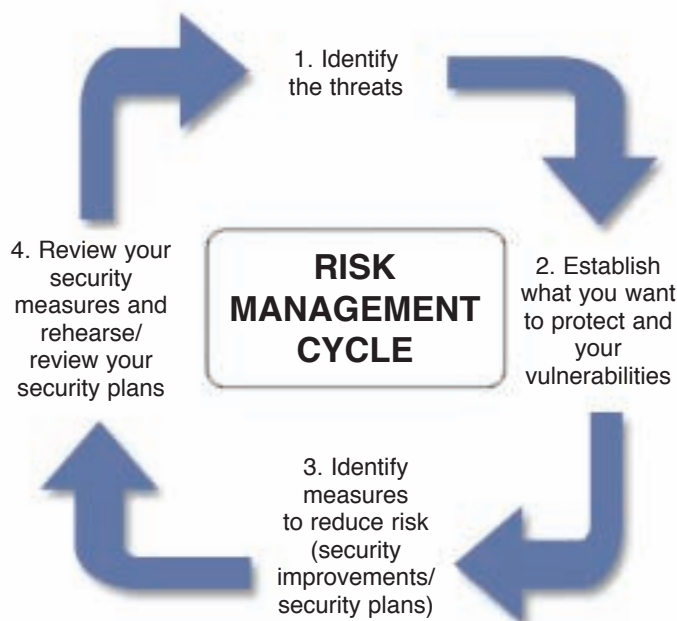 1. Identify
the threats
RISK
MANAGEMENT
CYCLE
2. Establish
what you want
to protect and
your
vulnerabilities
3. Identify
measures
to reduce risk
(security
improvements/
security plans)
4. Review your
security
measures and
rehearse/
review your
security plans